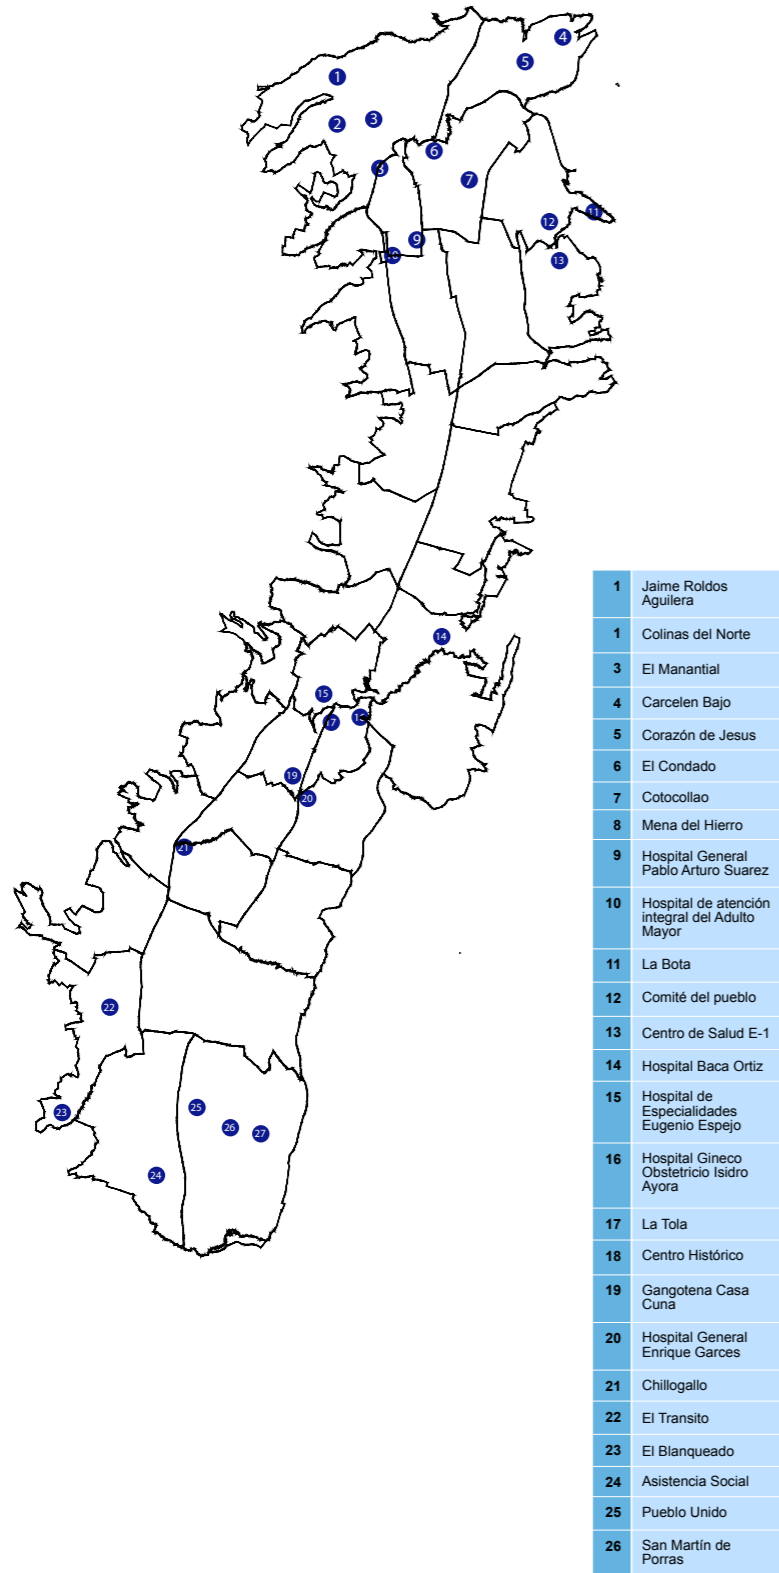 4
5
1
2
3
6
8
7
11
12
9
10
13
14
15
17
18
19
20
21
22
25
23
26
27
24
1 Jaime Roldos
Aguilera
1 Colinas del Norte
3 El Manantial
4 Carcelen Bajo
5 Corazón de Jesus
6 El Condado
7 Cotocollao
8 Mena del Hierro
9 Hospital General
Pablo Arturo Suarez
10 Hospital de atención
integral del Adulto
Mayor
11 La Bota
12 Comité del pueblo
13 Centro de Salud E-1
14 Hospital Baca Ortiz
15 Hospital de
Especialidades
Eugenio Espejo
16 Hospital Gineco
Obstetricio Isidro
Ayora
17 La Tola
18 Centro Histórico
19 Gangotena Casa
Cuna
20 Hospital General
Enrique Garces
21 Chillogallo
22 El Transito
23 El Blanqueado
24 Asistencia Social
25 Pueblo Unido
26 San Martín de
Porras